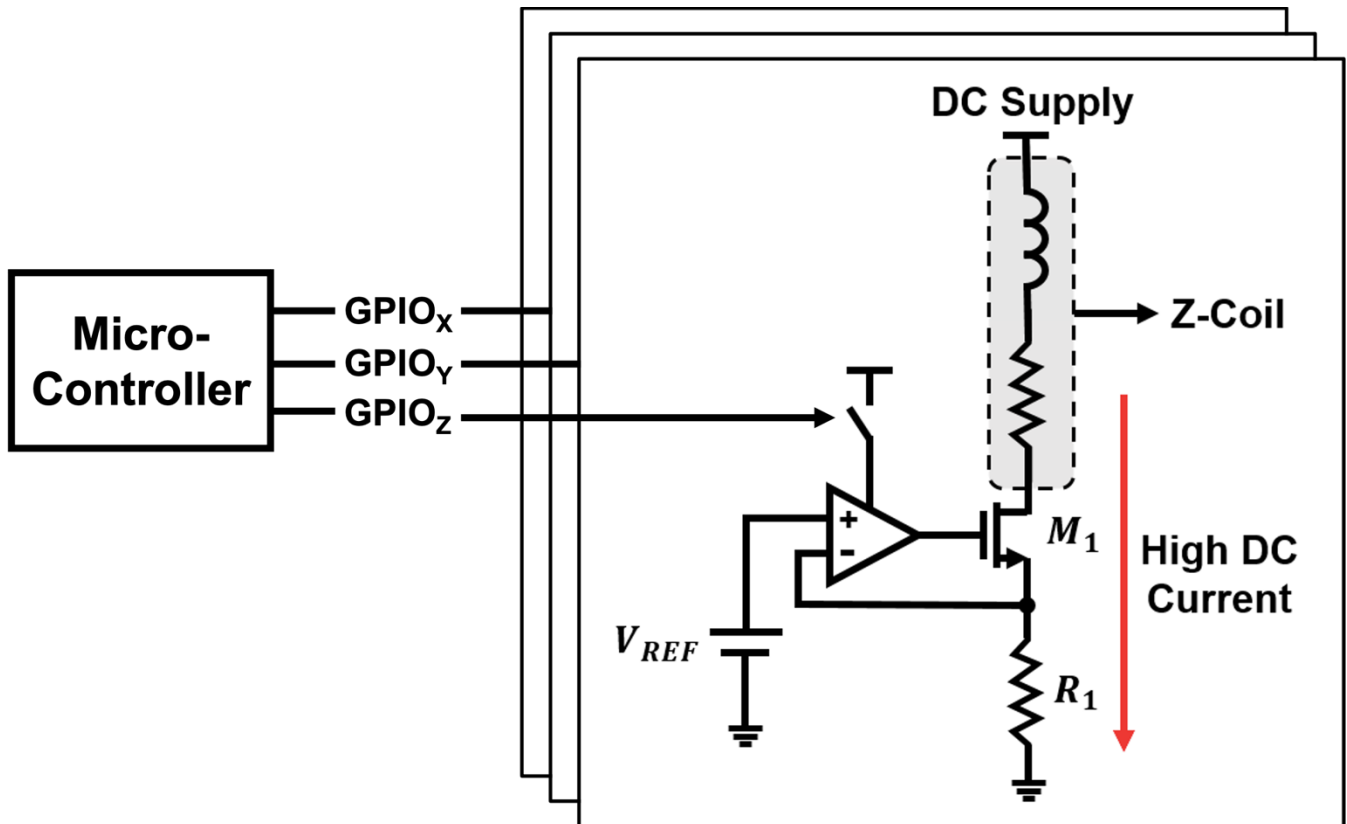 DC Supply
Micro-
Controller
GPIOX
GPIOY
GPIOZ
Z-Coil
+
-
M1
High DC
Current
VREF
R1